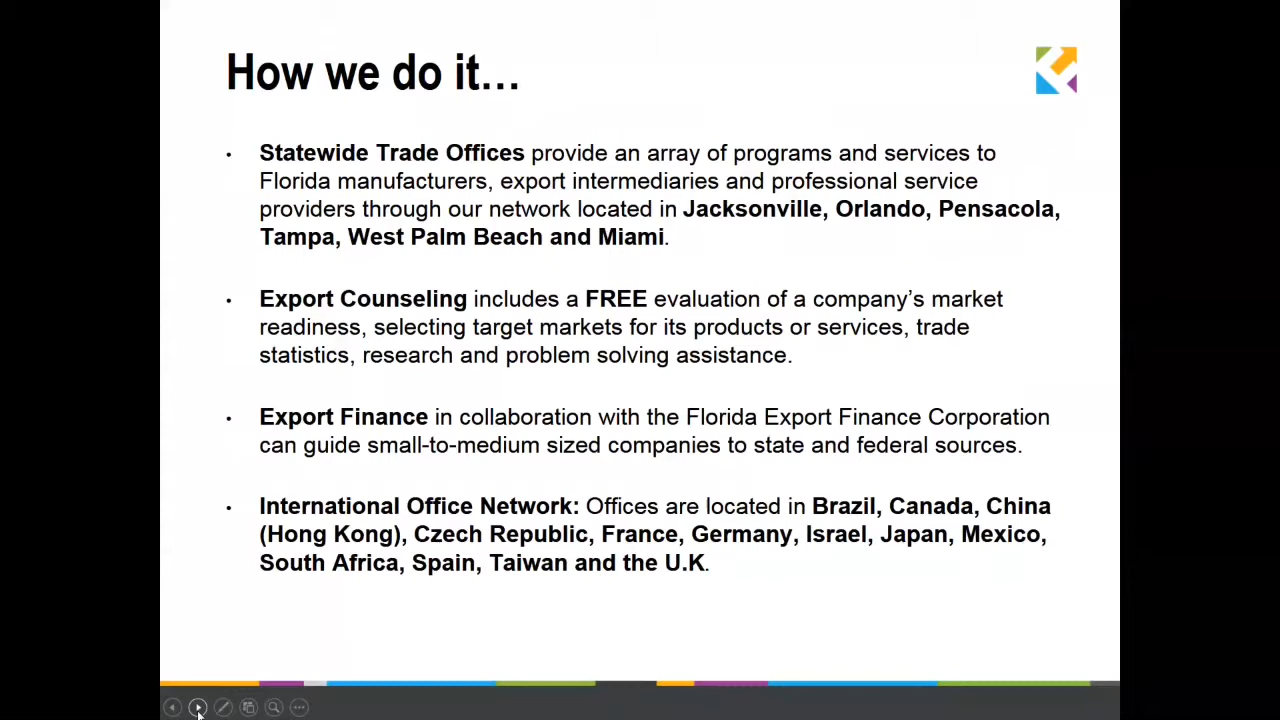 How we do it…
• Statewide Trade Offices provide an array of programs and services to
Florida manufacturers, export intermediaries and professional service
providers through our network located in Jacksonville, Orlando, Pensacola,
Tampa, West Palm Beach and Miami.
• Export Counseling includes a FREE evaluation of a company’s market
readiness, selecting target markets for its products or services, trade
statistics, research and problem solving assistance.
• Export Finance in collaboration with the Florida Export Finance Corporation
can guide small-to-medium sized companies to state and federal sources.
• International Office Network: Offices are located in Brazil, Canada, China
(Hong Kong), Czech Republic, France, Germany, Israel, Japan, Mexico,
South Africa, Spain, Taiwan and the U.K.